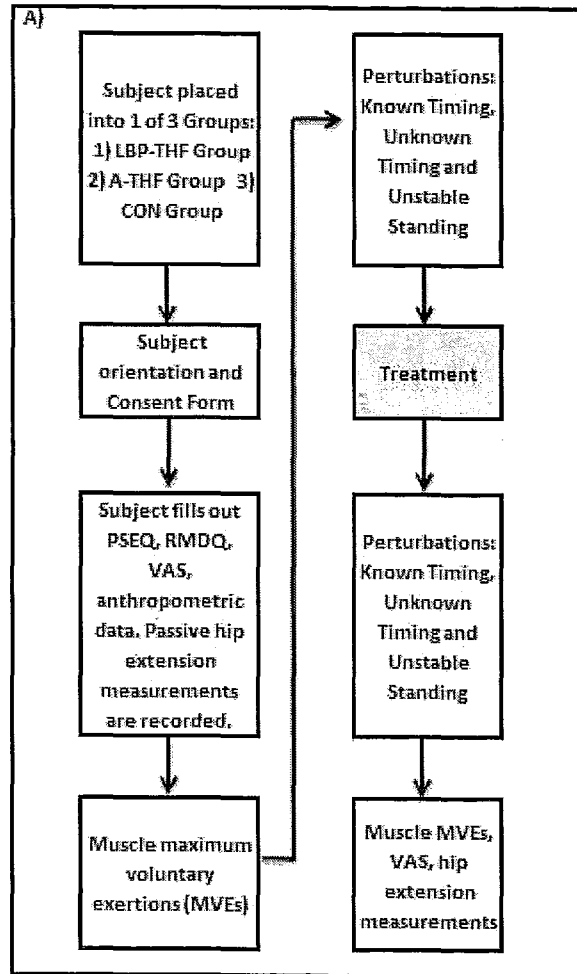 A)
Subject placed
into 1 of 3 Groups:
1) LBP-THF Group
2) A-THF Group 3)
CON Group
Subject
orientation and
Consent Form
Subject fills out
PSEQ, RMDQ,
VAS,
anthropometric
data. Passive hip
extension
measurements
are recorded.
Muscle maximum
voluntary
exertions (MVEs)
Perturbations:
Known Timing,
Unknown
Timing and
Unstable
Standing
Treatment
Perturbations:
Known Timing,
Unknown
Timing and
Unstable
Standing
Muscle MVEs,
VAS, hip
extension
measurements